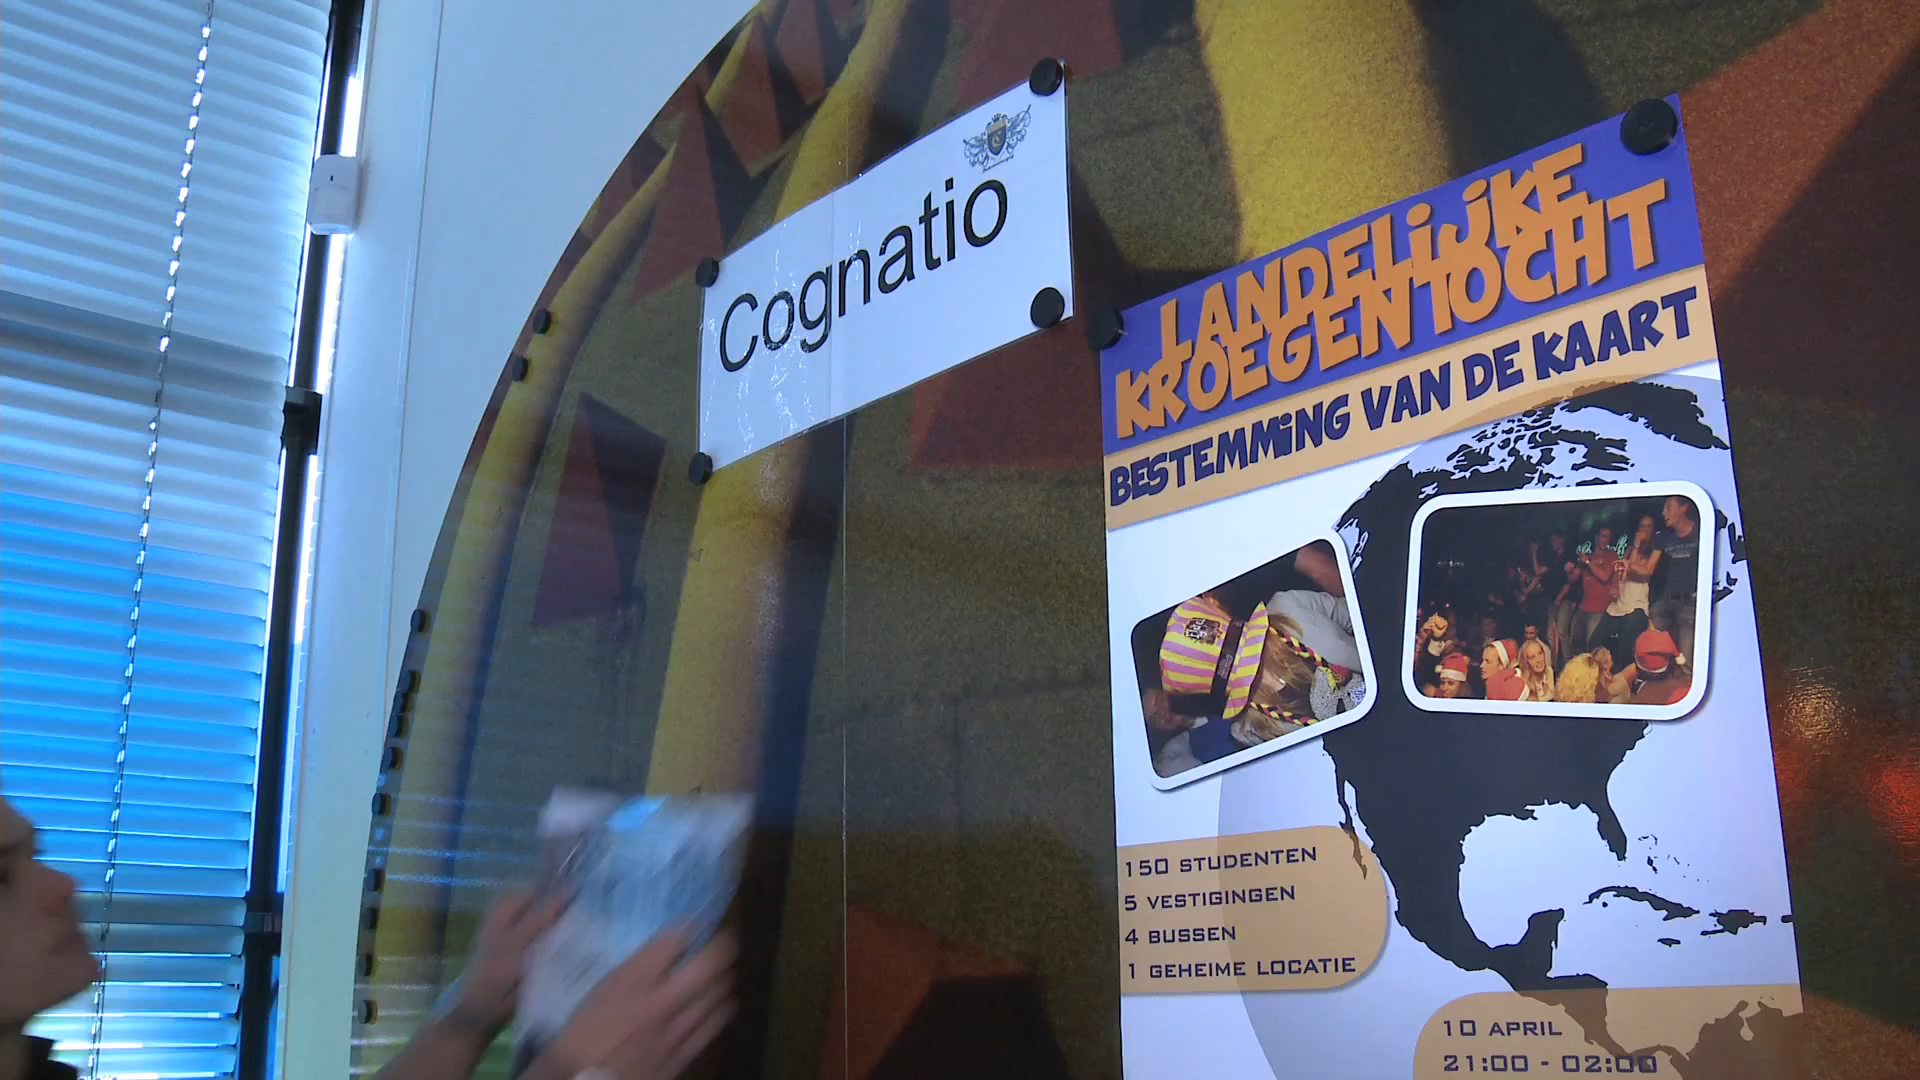 Cognatio
LANDELIJKE
KROEGENTOCHT
BESTEMMING VAN DE KAART
150 STUDENTEN
5 VESTIGINGEN
4 BUSSEN
1 GEHEIME LOCATIE
10 APRIL
21:00 - 02:00